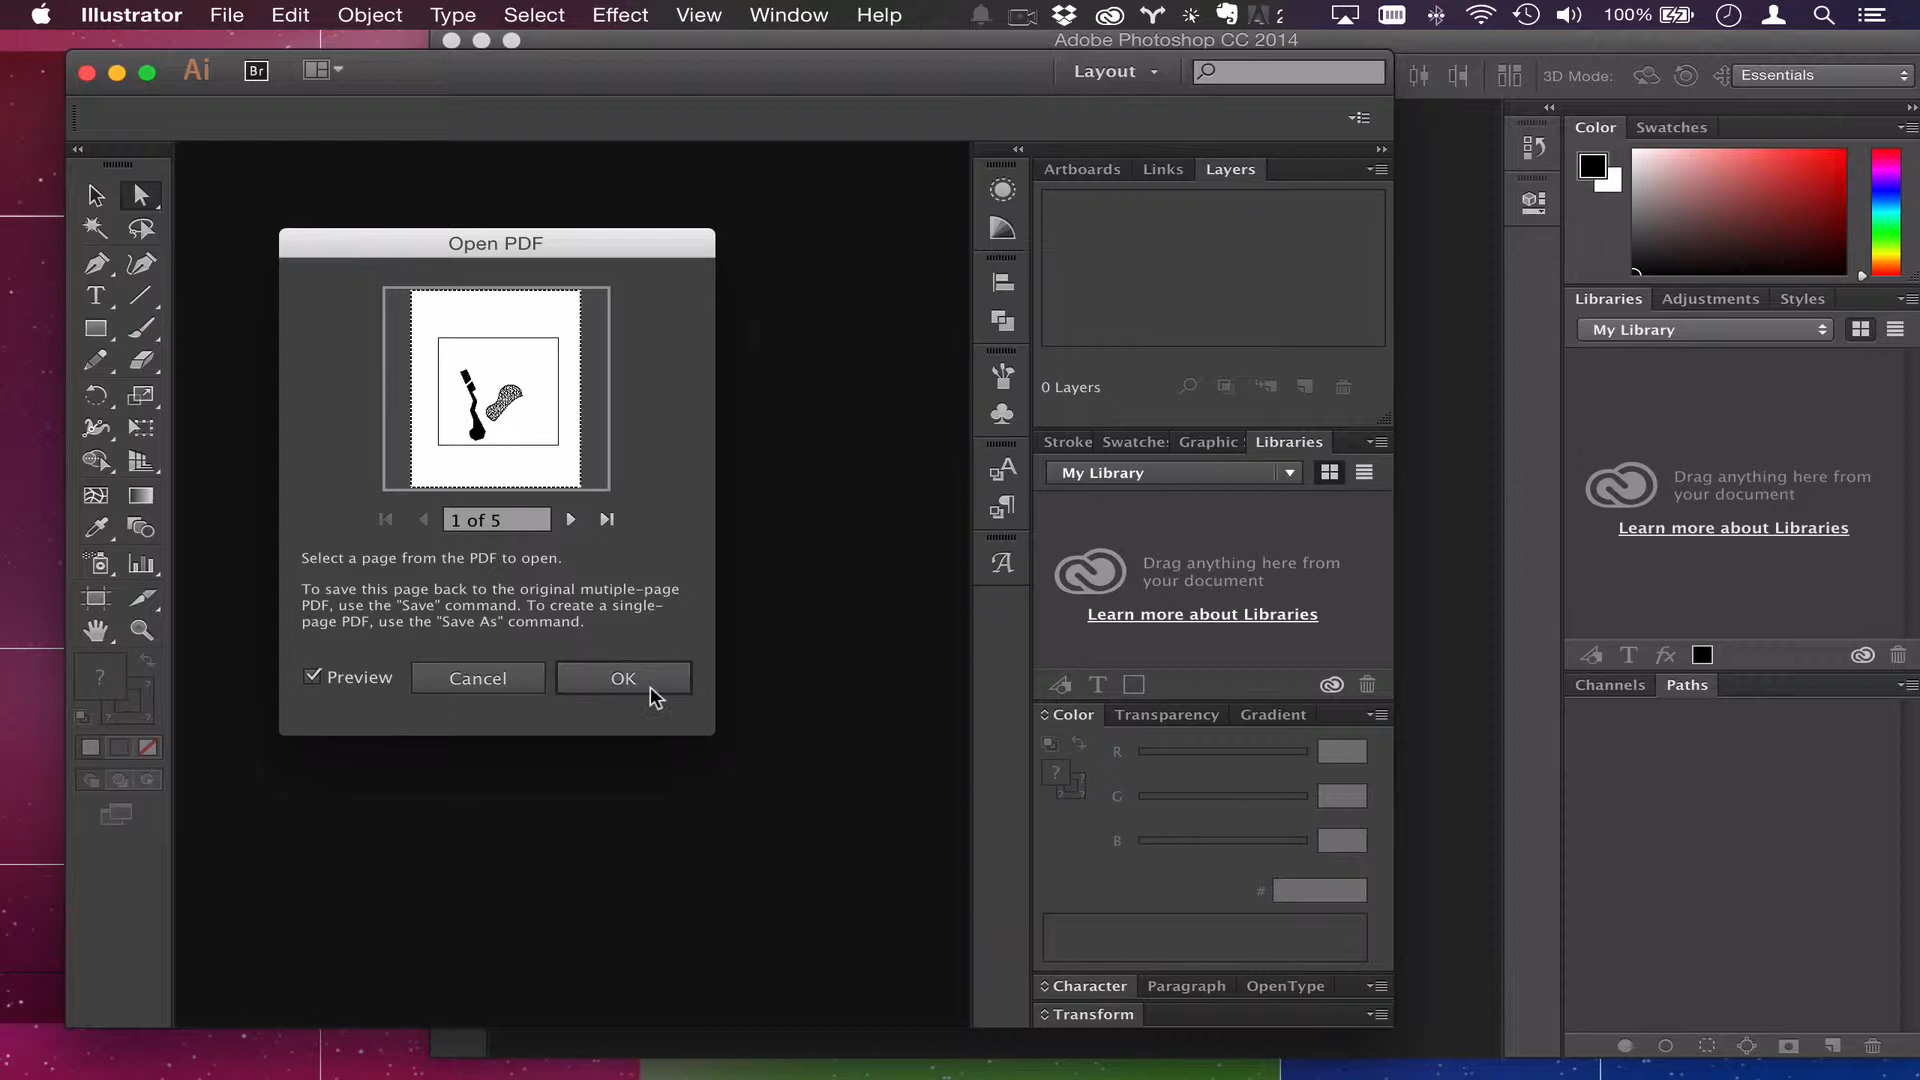 Illustrator File Edit Object Type Select Effect View Window Help
2
100%
Adobe Photoshop CC 2014
Ai Br
Layout
3D Mode:
Essentials
Artboards Links Layers
0 Layers
Open PDF
1 of 5
Select a page from the PDF to open.
To save this page back to the original mutiple-page
PDF, use the "Save" command. To create a single-
page PDF, use the "Save As" command.
Preview
Cancel
OK
Stroke Swatche: Graphic Libraries
My Library
Drag anything here from
your document
Learn more about Libraries
Color Transparency Gradient
R
G
B
#
?
?
Character Paragraph OpenType
Transform
Color Swatches
Libraries Adjustments Styles
My Library
Drag anything here from
your document
Learn more about Libraries
Channels Paths